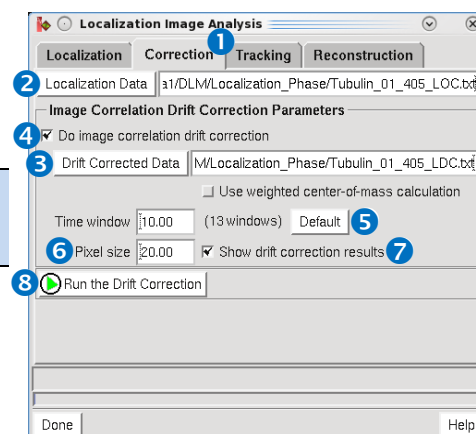 Localization Image Analysis
1
Localization Correction Tracking Reconstruction
2 Localization Data a1/DLM/Localization_Phase/Tubulin_01_405_LOC.txt
Image Correlation Drift Correction Parameters
4 Do image correlation drift correction
3 Drift Corrected Data M/Localization_Phase/Tubulin_01_405_LDC.txt
Use weighted center-of-mass calculation
Time window 10.00 (13 windows) Default 5
6 Pixel size 20.00 Show drift correction results 7
8 Run the Drift Correction
Done Help